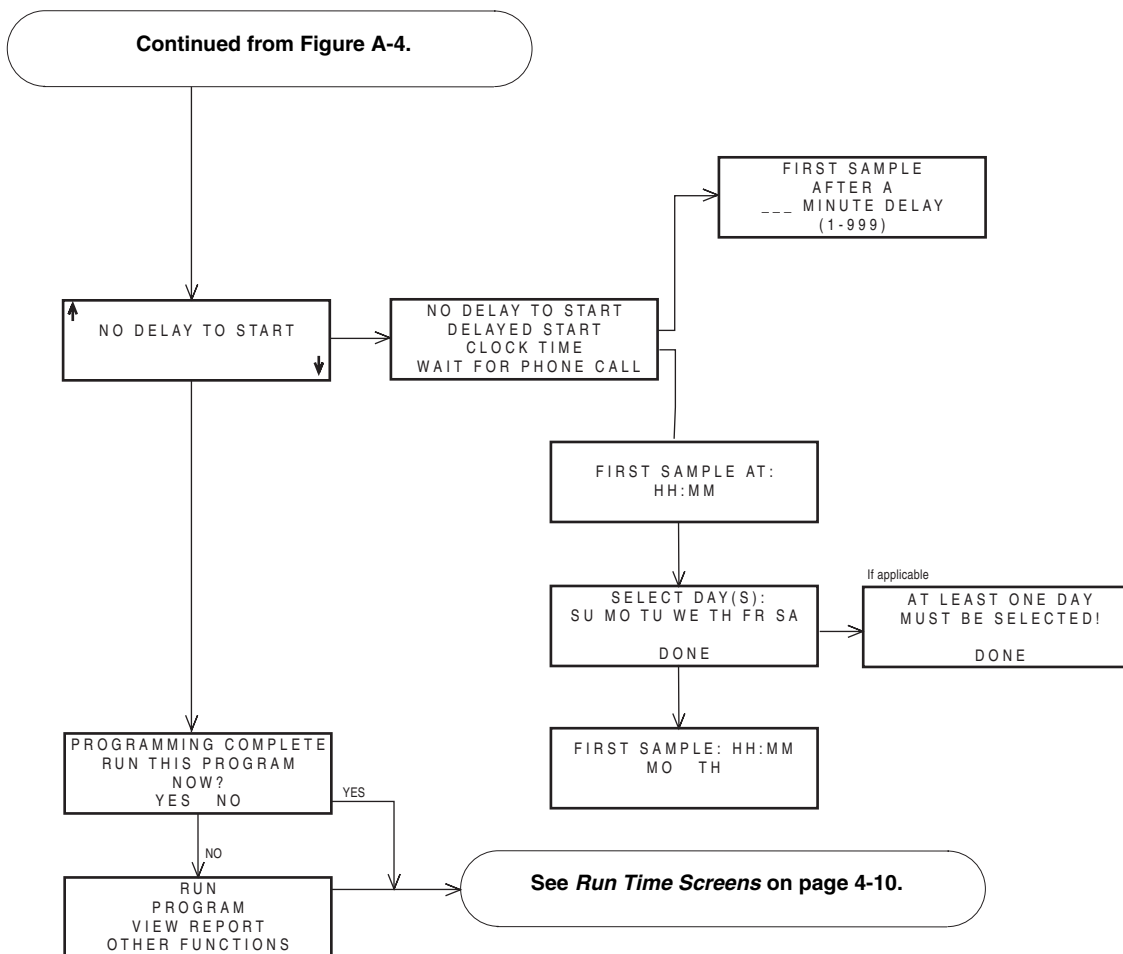 Continued from Figure A-4.
FIRST SAMPLE
AFTER A
___ MINUTE DELAY
(1-999)
NO DELAY TO START
NO DELAY TO START
DELAYED START
CLOCK TIME
WAIT FOR PHONE CALL
FIRST SAMPLE AT:
HH:MM
SELECT DAY(S):
SU MO TU WE TH FR SA
DONE
If applicable
AT LEAST ONE DAY
MUST BE SELECTED!
DONE
FIRST SAMPLE: HH:MM
MO TH
PROGRAMMING COMPLETE
RUN THIS PROGRAM
NOW?
YES NO
YES
NO
RUN
PROGRAM
VIEW REPORT
OTHER FUNCTIONS
See Run Time Screens on page 4-10.